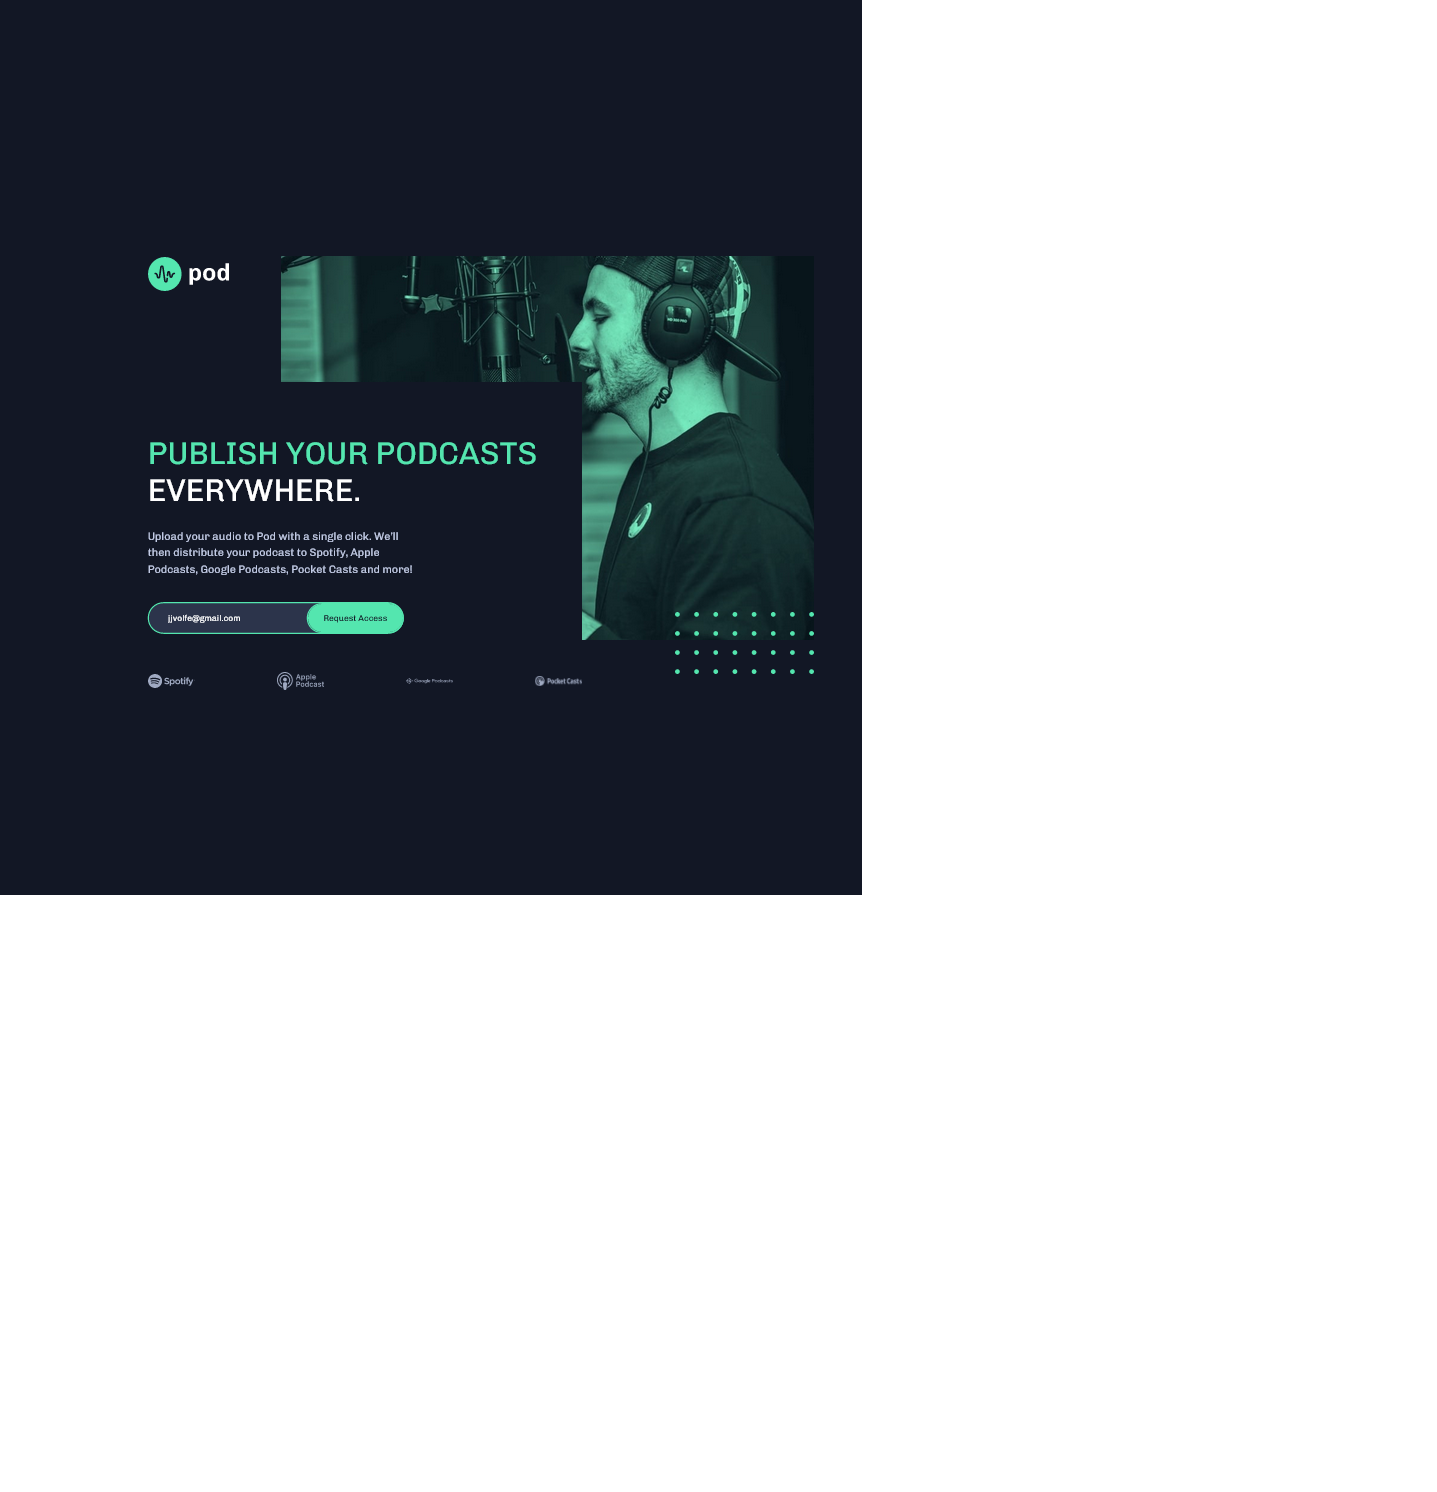 pod
PUBLISH YOUR PODCASTS
EVERYWHERE.
Upload your audio to Pod with a single click. We'll
then distribute your podcast to Spotify, Apple
Podcasts, Google Podcasts, Pocket Casts and more!
jjvolfe@gmail.com
Request Access
Spotify
Apple
Podcast
Google Podcasts
Pocket Casts